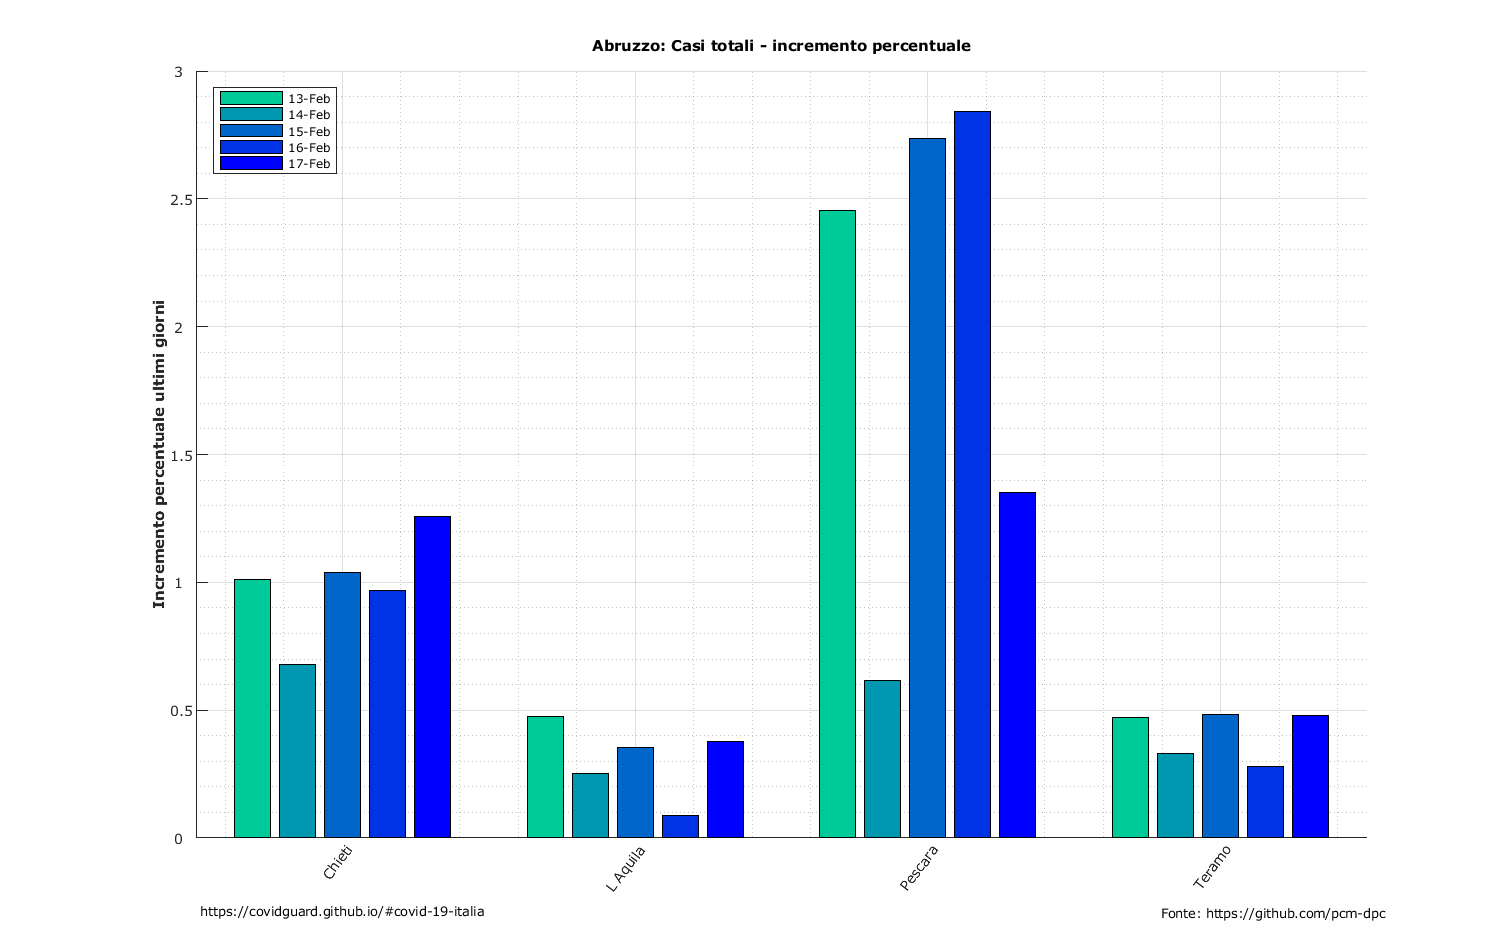 Abruzzo: Casi totali - incremento percentuale
3
2.5
2
1.5
1
0.5
0
Incremento percentuale ultimi giorni
13-Feb
14-Feb
15-Feb
16-Feb
17-Feb
Chieti
L Aquila
Pescara
Teramo
https://covidguard.github.io/#covid-19-italia
Fonte: https://github.com/pcm-dpc